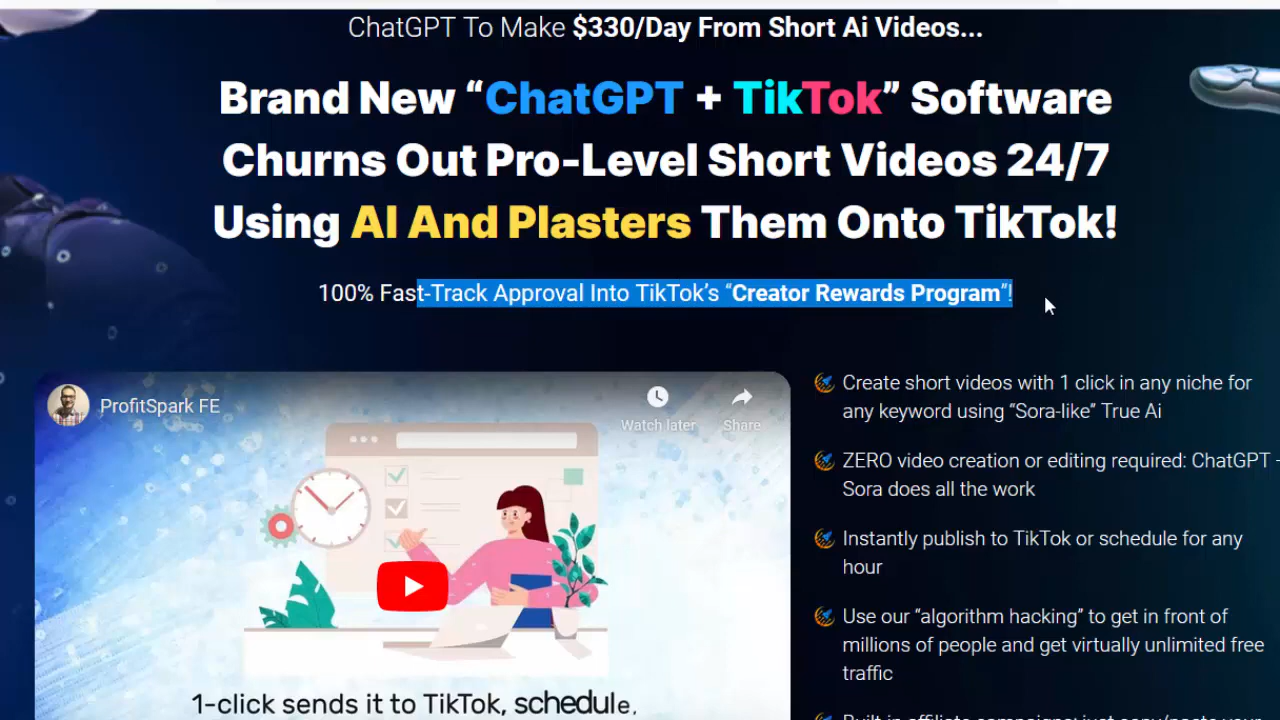 ChatGPT To Make $330/Day From Short Ai Videos...
Brand New “ChatGPT + TikTok” Software
Churns Out Pro-Level Short Videos 24/7
Using AI And Plasters Them Onto TikTok!
100% Fast-Track Approval Into TikTok’s “Creator Rewards Program”!
ProfitSpark FE
Watch later
Share
1-click sends it to TikTok, schedule,
Create short videos with 1 click in any niche for
any keyword using “Sora-like” True Ai
ZERO video creation or editing required: ChatGPT -
Sora does all the work
Instantly publish to TikTok or schedule for any
hour
Use our “algorithm hacking” to get in front of
millions of people and get virtually unlimited free
traffic